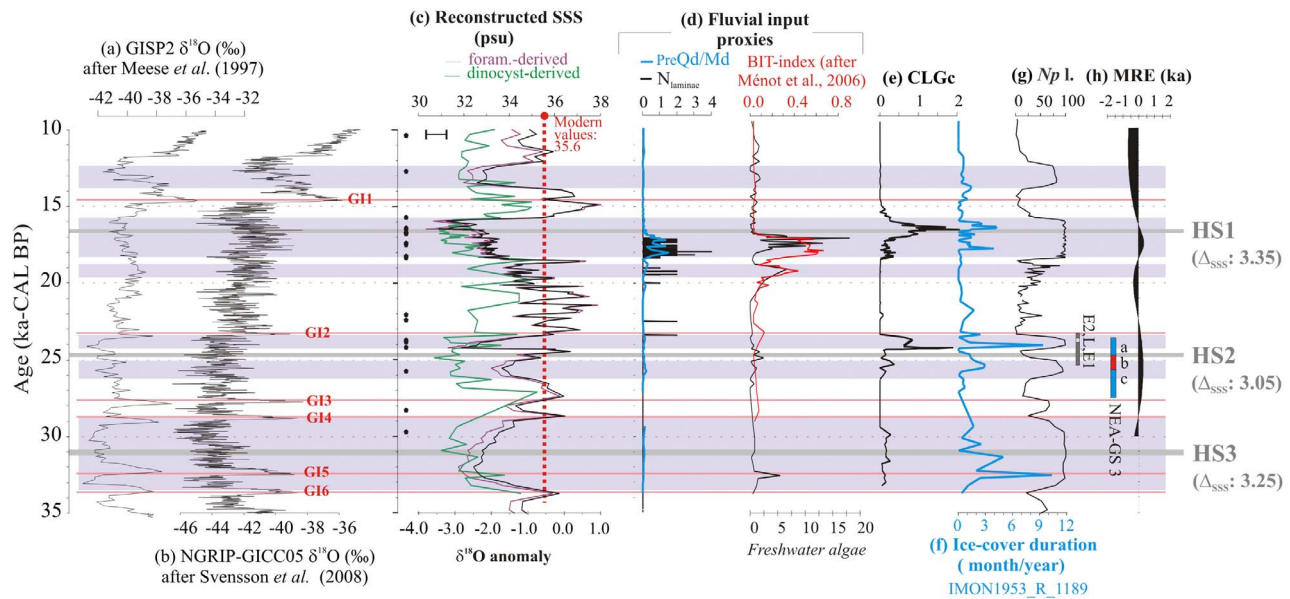 (a) GISP2 δ¹⁸O (‰)
after Meese et al. (1997)
-42 -40 -38 -36 -34 -32
(c) Reconstructed SSS
(psu)
foram.-derived
dinocyst-derived
30 32 34 36 38
Modern
values:
35.6
(d) Fluvial input
proxies
PreQd/Md
Nlaminae
0 1 2 3 4
BIT-index (after
Ménot et al., 2006)
0.0 0.4 0.8
(e) CLGc
0 1 2
(g) Np l.
0 50 100
(h) MRE (ka)
-2 -1 0 1 2
Age (ka-CAL BP)
10
15
20
25
30
35
GI1
GI2
GI3
GI4
GI5
GI6
HS1
(ΔSSS: 3.35)
HS2
(ΔSSS: 3.05)
HS3
(ΔSSS: 3.25)
E2,L,E1
a
b
c
NEA-GS 3
-46 -44 -42 -40 -38 -36
(b) NGRIP-GICC05 δ¹⁸O (‰)
after Svensson et al. (2008)
-4.0 -3.0 -2.0 -1.0 0.0 1.0
δ¹⁸O anomaly
0 5 10 15 20
Freshwater algae
0 3 6 9 12
(f) Ice-cover duration
( month/year)
IMON1953_R_1189